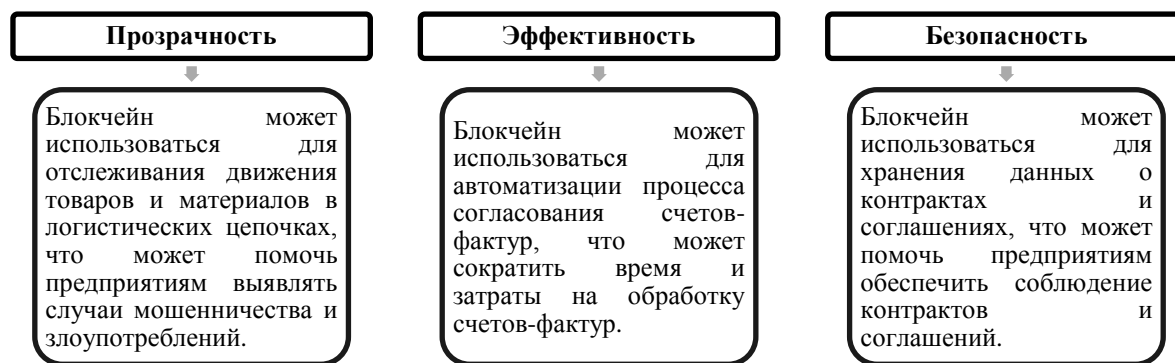 Прозрачность
Блокчейн может
использоваться для
отслеживания движения
товаров и материалов в
логистических цепочках,
что может помочь
предприятиям выявлять
случаи мошенничества и
злоупотреблений.
Эффективность
Блокчейн может
использоваться для
автоматизации процесса
согласования счетов-
фактур, что может
сократить время и
затраты на обработку
счетов-фактур.
Безопасность
Блокчейн может
использоваться для
хранения данных о
контрактах и
соглашениях, что может
помочь предприятиям
обеспечить соблюдение
контрактов и
соглашений.